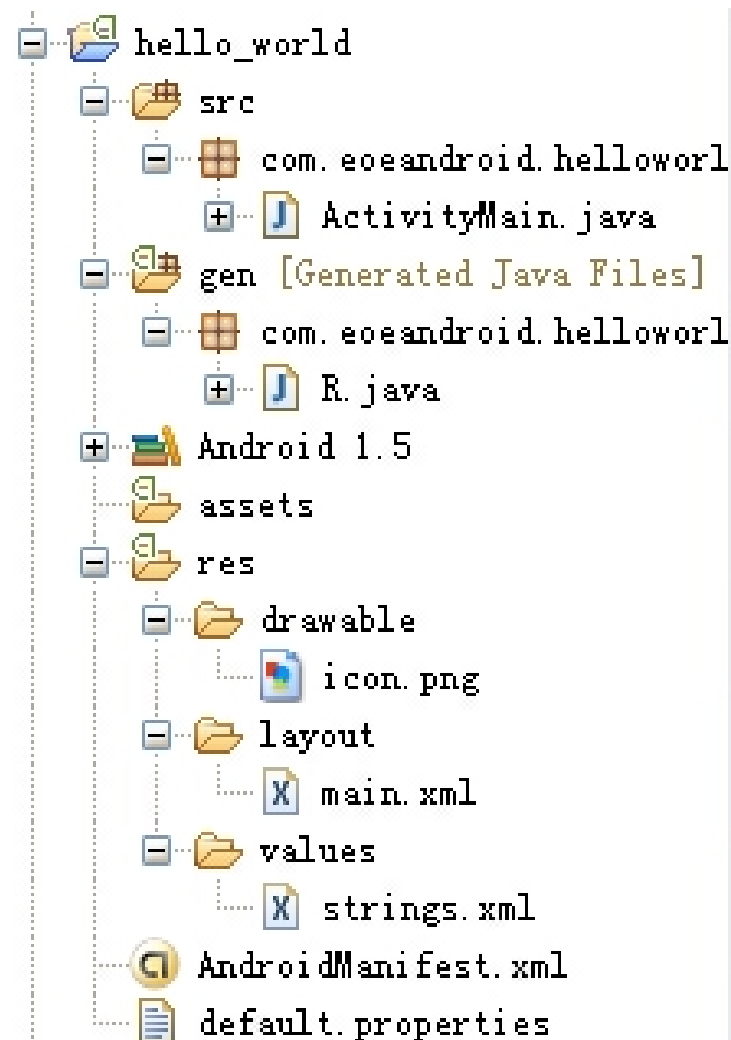 hello_world
src
com.eoeandroid.helloworl
ActivityMain.java
gen [Generated Java Files]
com.eoeandroid.helloworl
R.java
Android 1.5
assets
res
drawable
icon.png
layout
main.xml
values
strings.xml
AndroidManifest.xml
default.properties